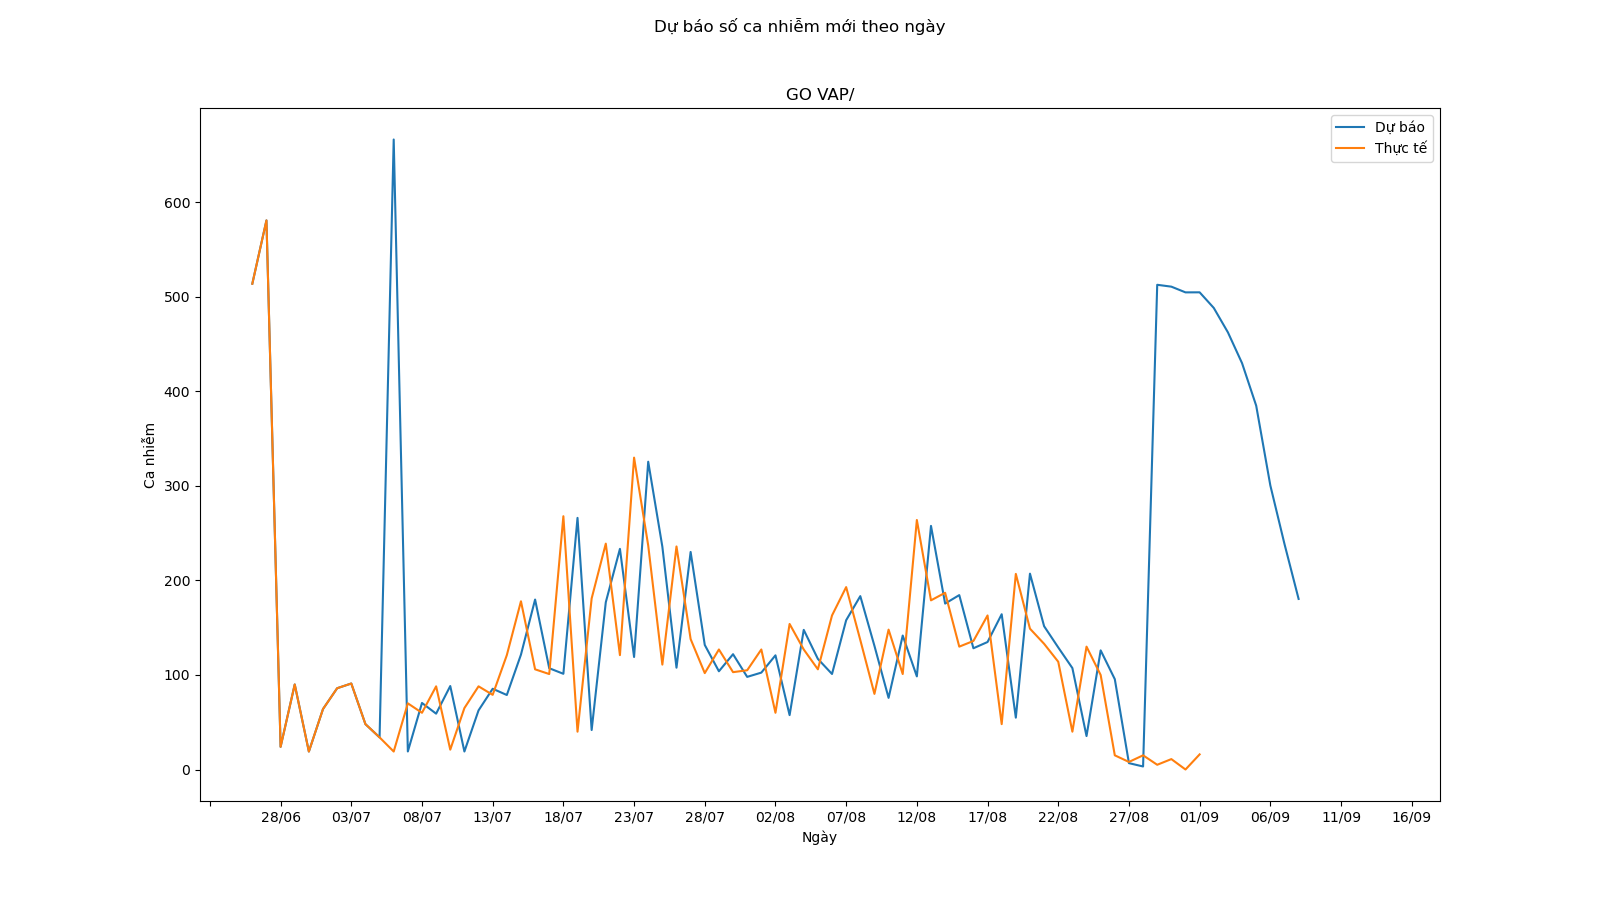 Dự báo số ca nhiễm mới theo ngày
GO VAP/
Dự báo
Thực tế
600
500
400
300
200
100
0
Ca nhiễm
28/06 03/07 08/07 13/07 18/07 23/07 28/07 02/08 07/08 12/08 17/08 22/08 27/08 01/09 06/09 11/09 16/09
Ngày